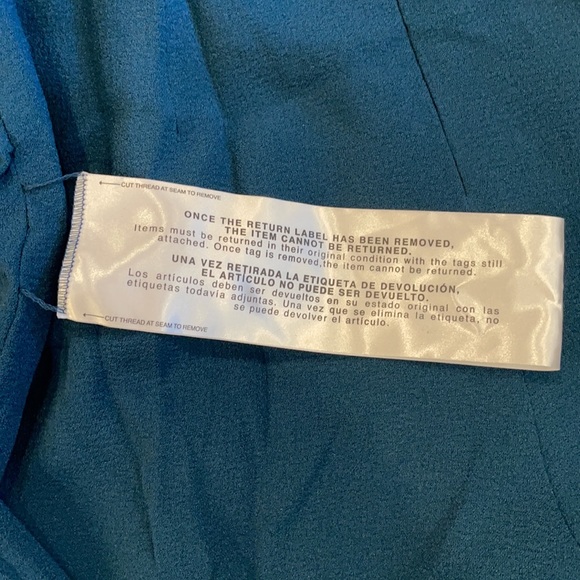 CUT THREAD AT SEAM TO REMOVE
ONCE THE RETURN LABEL HAS BEEN REMOVED,
THE ITEM CANNOT BE RETURNED.
Items must be returned in their original condition with the tags still
attached. Once tag is removed,the item cannot be returned.
UNA VEZ RETIRADA LA ETIQUETA DE DEVOLUCIÓN,
EL ARTÍCULO NO PUEDE SER DEVUELTO.
Los artículos deben ser devueltos en su estado original con las
etiquetas todavía adjuntas. Una vez que se elimina la etiqueta, no
se puede devolver el artículo.
CUT THREAD AT SEAM TO REMOVE